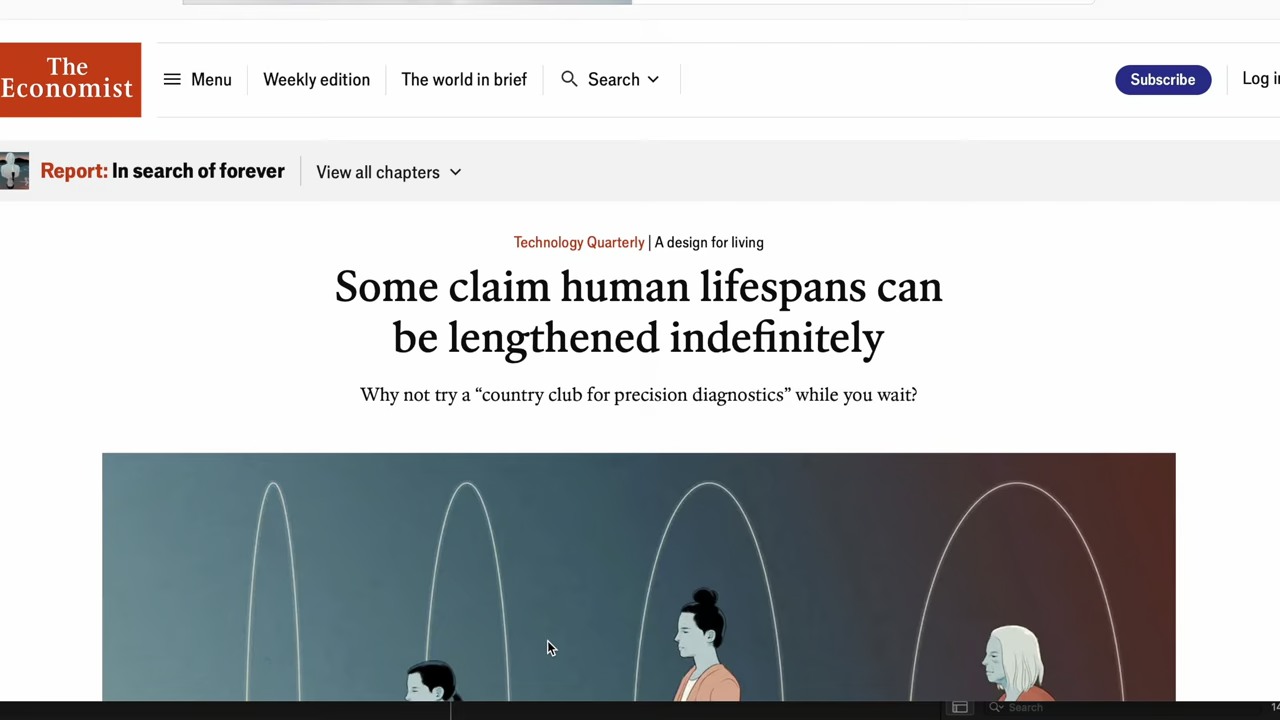 The
Economist
Menu
Weekly edition
The world in brief
Search
Subscribe
Report: In search of forever
View all chapters
Technology Quarterly | A design for living
Some claim human lifespans can
be lengthened indefinitely
Why not try a “country club for precision diagnostics” while you wait?
Search